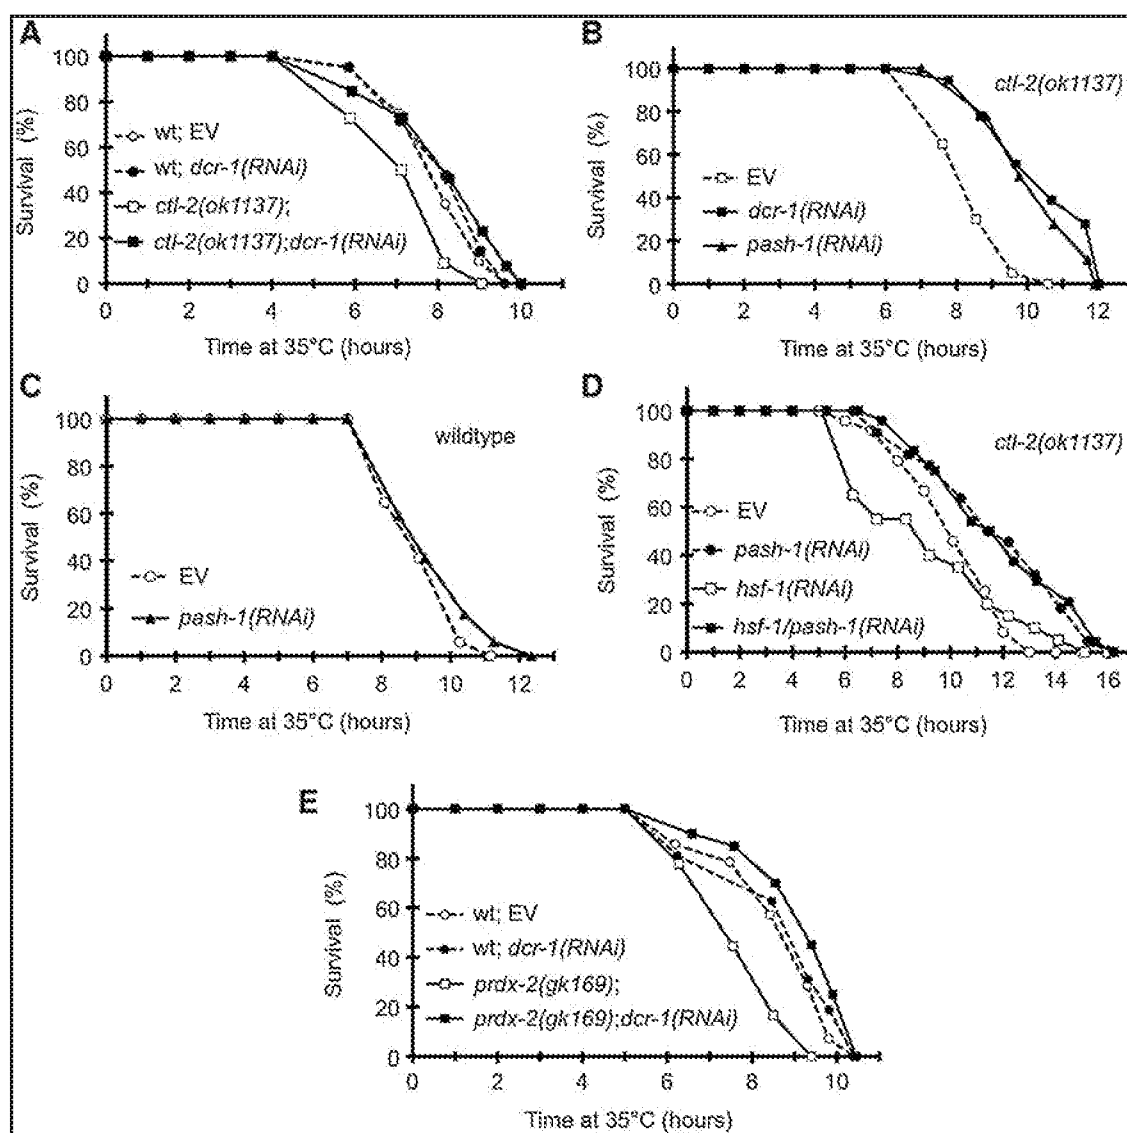 A
100
80
60
40
20
0
Survival (%)
wt; EV
wt; dcr-1(RNAi)
ctl-2(ok1137);
ctl-2(ok1137);dcr-1(RNAi)
0 2 4 6 8 10
Time at 35°C (hours)
B
ctl-2(ok1137)
100
80
60
40
20
0
Survival (%)
EV
dcr-1(RNAi)
pash-1(RNAi)
0 2 4 6 8 10 12
Time at 35°C (hours)
C
wildtype
100
80
60
40
20
0
Survival (%)
EV
pash-1(RNAi)
0 2 4 6 8 10 12
Time at 35°C (hours)
D
ctl-2(ok1137)
100
80
60
40
20
0
Survival (%)
EV
pash-1(RNAi)
hsf-1(RNAi)
hsf-1/pash-1(RNAi)
0 2 4 6 8 10 12 14 16
Time at 35°C (hours)
E
100
80
60
40
20
0
Survival (%)
wt; EV
wt; dcr-1(RNAi)
prdx-2(gk169);
prdx-2(gk169);dcr-1(RNAi)
0 2 4 6 8 10
Time at 35°C (hours)